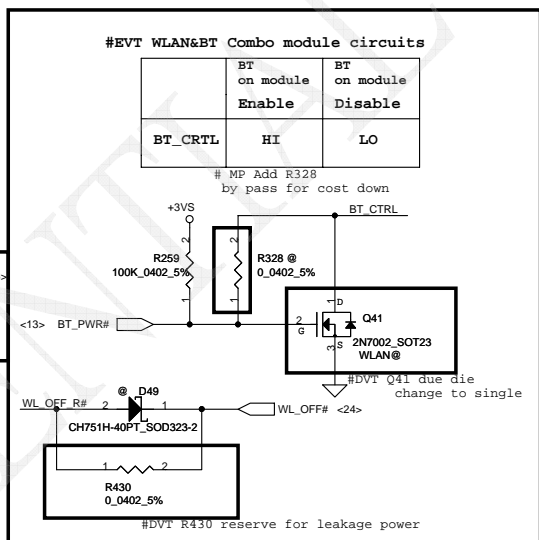 #EVT WLAN&BT Combo module circuits
BT on module Enable
BT on module Disable
BT_CRTL HI LO
# MP Add R328
by pass for cost down
+3VS
BT_CTRL
2
2
R259
100K_0402_5%
R328 @
0_0402_5%
1
1
1 D
Q41
<13> BT_PWR#
2
G
3 S
2N7002_SOT23
WLAN@
#DVT Q41 due die
change to single
@ D49
WL_OFF_R# 2 1 WL_OFF# <24>
CH751H-40PT_SOD323-2
1 2
R430
0_0402_5%
#DVT R430 reserve for leakage power
>